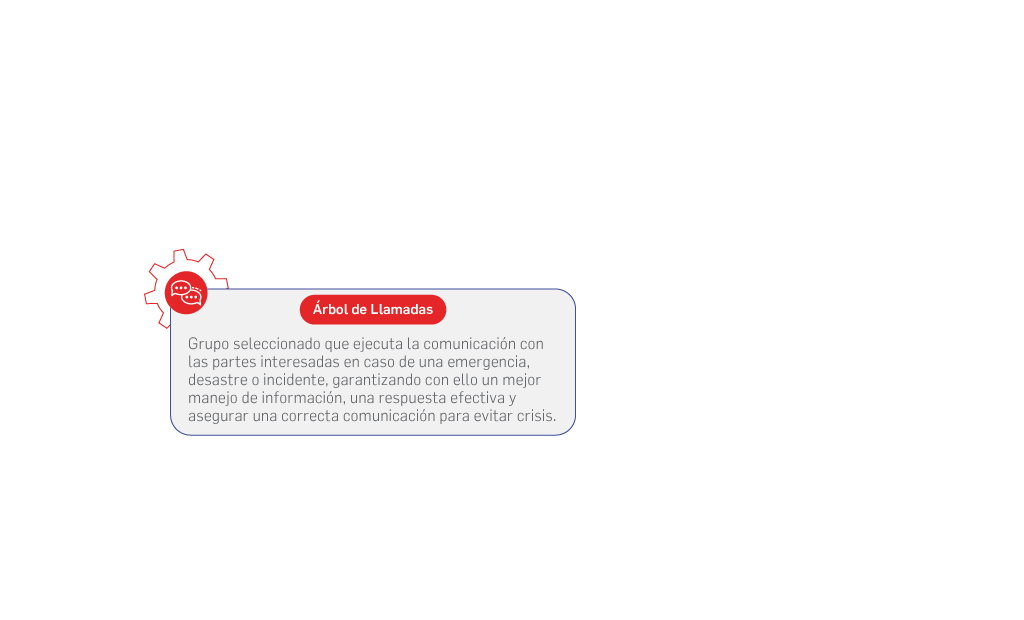 Árbol de Llamadas
Grupo seleccionado que ejecuta la comunicación con
las partes interesadas en caso de una emergencia,
desastre o incidente, garantizando con ello un mejor
manejo de información, una respuesta efectiva y
asegurar una correcta comunicación para evitar crisis.